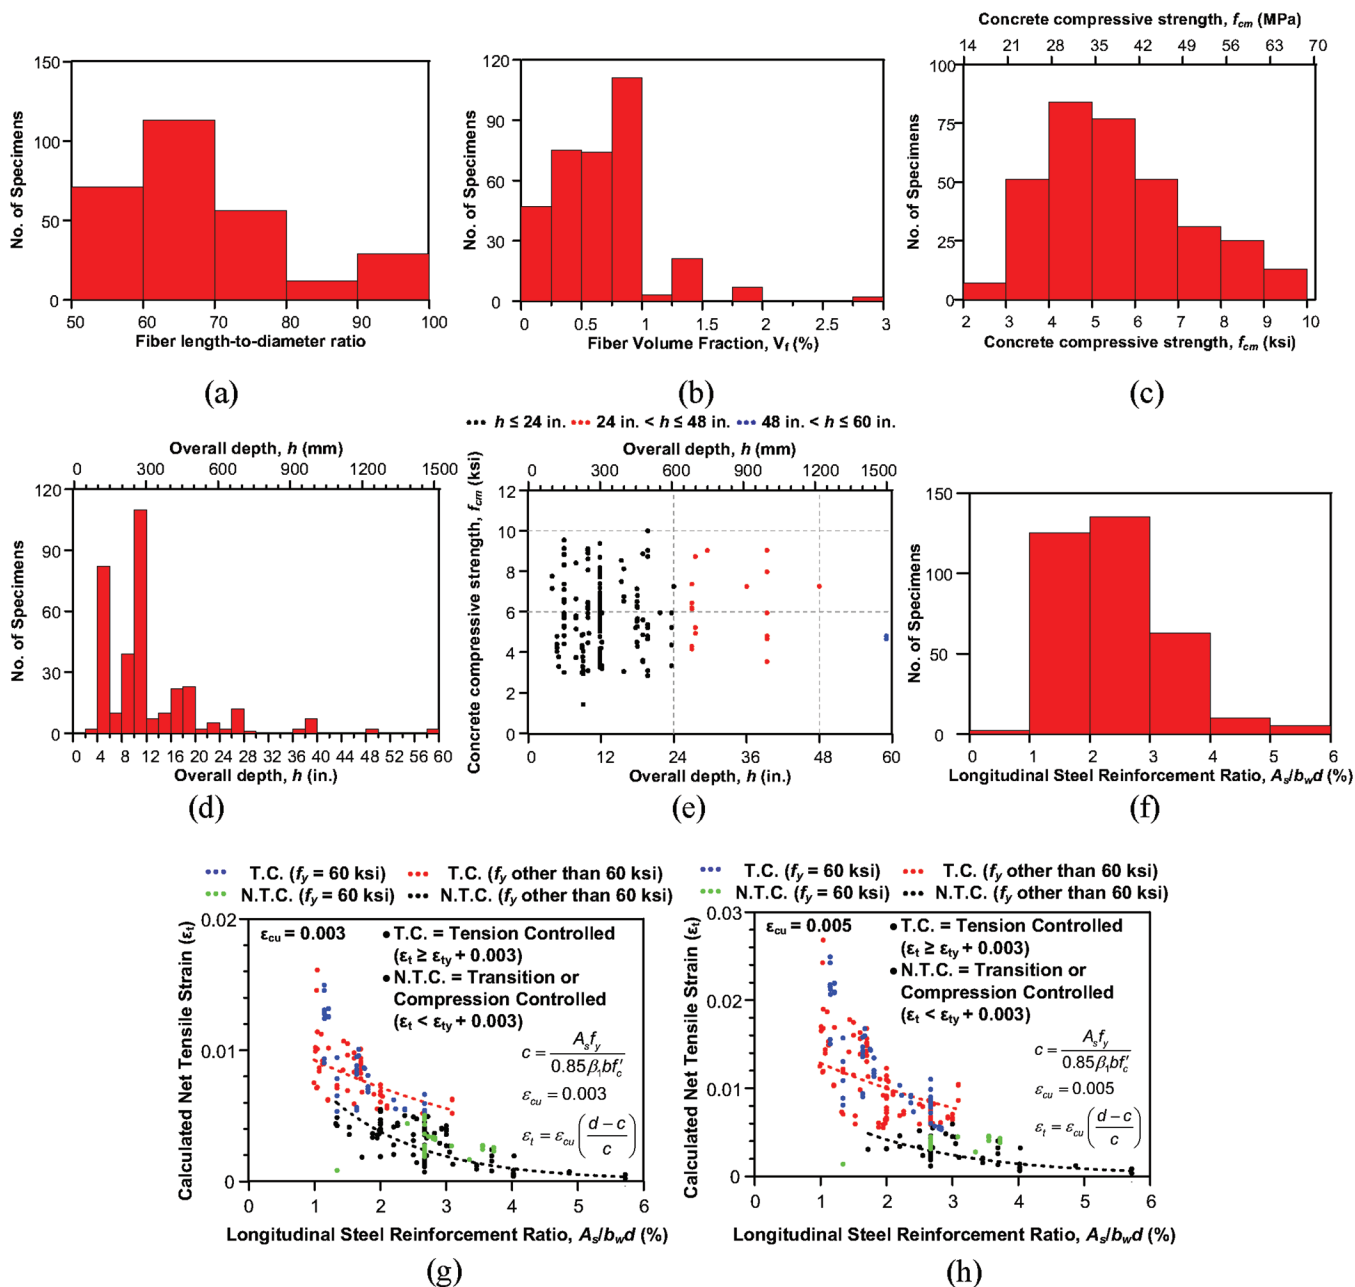 Concrete compressive strength, fcm (MPa)
14 21 28 35 42 49 56 63 70
150
100
50
0
No. of Specimens
50 60 70 80 90 100
Fiber length-to-diameter ratio
(a)
120
90
60
30
0
No. of Specimens
0 0.5 1 1.5 2 2.5 3
Fiber Volume Fraction, Vf (%)
(b)
100
75
50
25
0
No. of Specimens
2 3 4 5 6 7 8 9 10
Concrete compressive strength, fcm (ksi)
(c)
Overall depth, h (mm)
0 300 600 900 1200 1500
120
90
60
30
0
No. of Specimens
0 4 8 12 16 20 24 28 32 36 40 44 48 52 56 60
Overall depth, h (in.)
(d)
h ≤ 24 in. 24 in. < h ≤ 48 in. 48 in. < h ≤ 60 in.
Overall depth, h (mm)
0 300 600 900 1200 1500
12
10
8
6
4
2
0
Concrete compressive strength, fcm (ksi)
0 12 24 36 48 60
Overall depth, h (in.)
(e)
150
100
50
0
No. of Specimens
0 1 2 3 4 5 6
Longitudinal Steel Reinforcement Ratio, As/bwd (%)
(f)
T.C. (fy = 60 ksi) T.C. (fy other than 60 ksi)
N.T.C. (fy = 60 ksi) N.T.C. (fy other than 60 ksi)
0.02
0.01
0
Calculated Net Tensile Strain (εt)
εcu = 0.003
• T.C. = Tension Controlled
(εt ≥ εty + 0.003)
• N.T.C. = Transition or
Compression Controlled
(εt < εty + 0.003)
c = Asfy / 0.85β1bf′c
εcu = 0.003
εt = εcu ( d − c / c )
0 1 2 3 4 5 6
Longitudinal Steel Reinforcement Ratio, As/bwd (%)
(g)
T.C. (fy = 60 ksi) T.C. (fy other than 60 ksi)
N.T.C. (fy = 60 ksi) N.T.C. (fy other than 60 ksi)
0.03
0.02
0.01
0
Calculated Net Tensile Strain (εt)
εcu = 0.005
• T.C. = Tension Controlled
(εt ≥ εty + 0.003)
• N.T.C. = Transition or
Compression Controlled
(εt < εty + 0.003)
c = Asfy / 0.85β1bf′c
εcu = 0.005
εt = εcu ( d − c / c )
0 1 2 3 4 5 6
Longitudinal Steel Reinforcement Ratio, As/bwd (%)
(h)